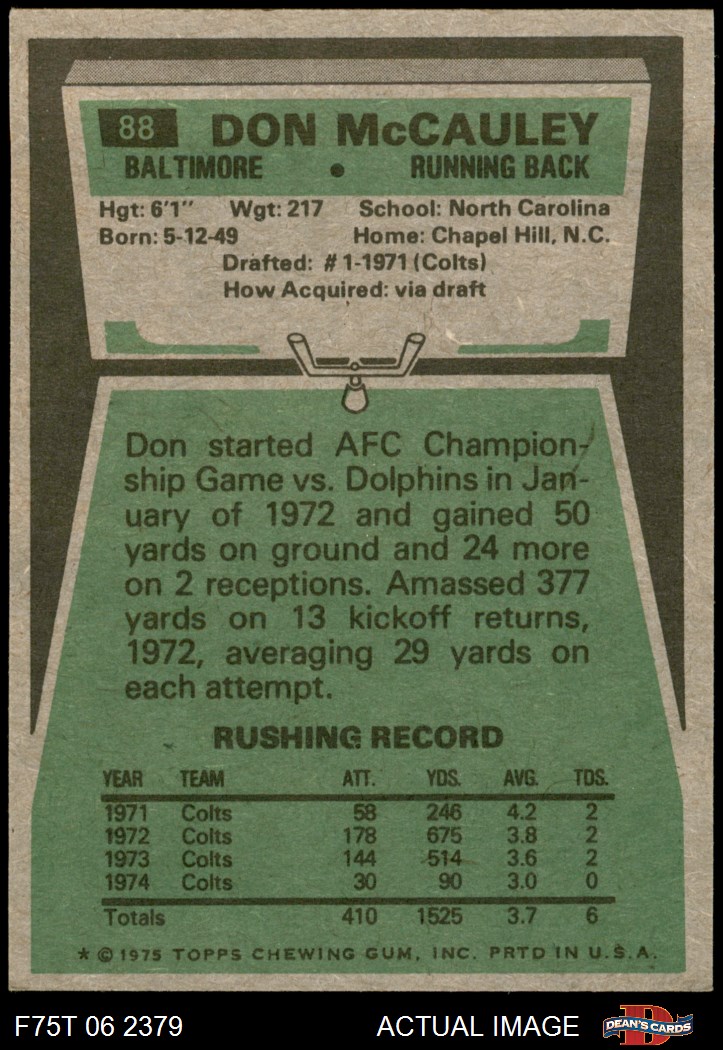 88 DON McCAULEY
BALTIMORE • RUNNING BACK
Hgt: 6'1" Wgt: 217 School: North Carolina
Born: 5-12-49 Home: Chapel Hill, N.C.
Drafted: #1-1971 (Colts)
How Acquired: via draft
Don started AFC Champion-
ship Game vs. Dolphins in Jan-
uary of 1972 and gained 50
yards on ground and 24 more
on 2 receptions. Amassed 377
yards on 13 kickoff returns,
1972, averaging 29 yards on
each attempt.
RUSHING RECORD
YEAR TEAM ATT. YDS. AVG. TDS.
1971 Colts 58 246 4.2 2
1972 Colts 178 675 3.8 2
1973 Colts 144 514 3.6 2
1974 Colts 30 90 3.0 0
Totals 410 1525 3.7 6
* © 1975 TOPPS CHEWING GUM, INC. PRTD IN U.S.A.
F75T 06 2379 ACTUAL IMAGE D DEAN'S CARDS